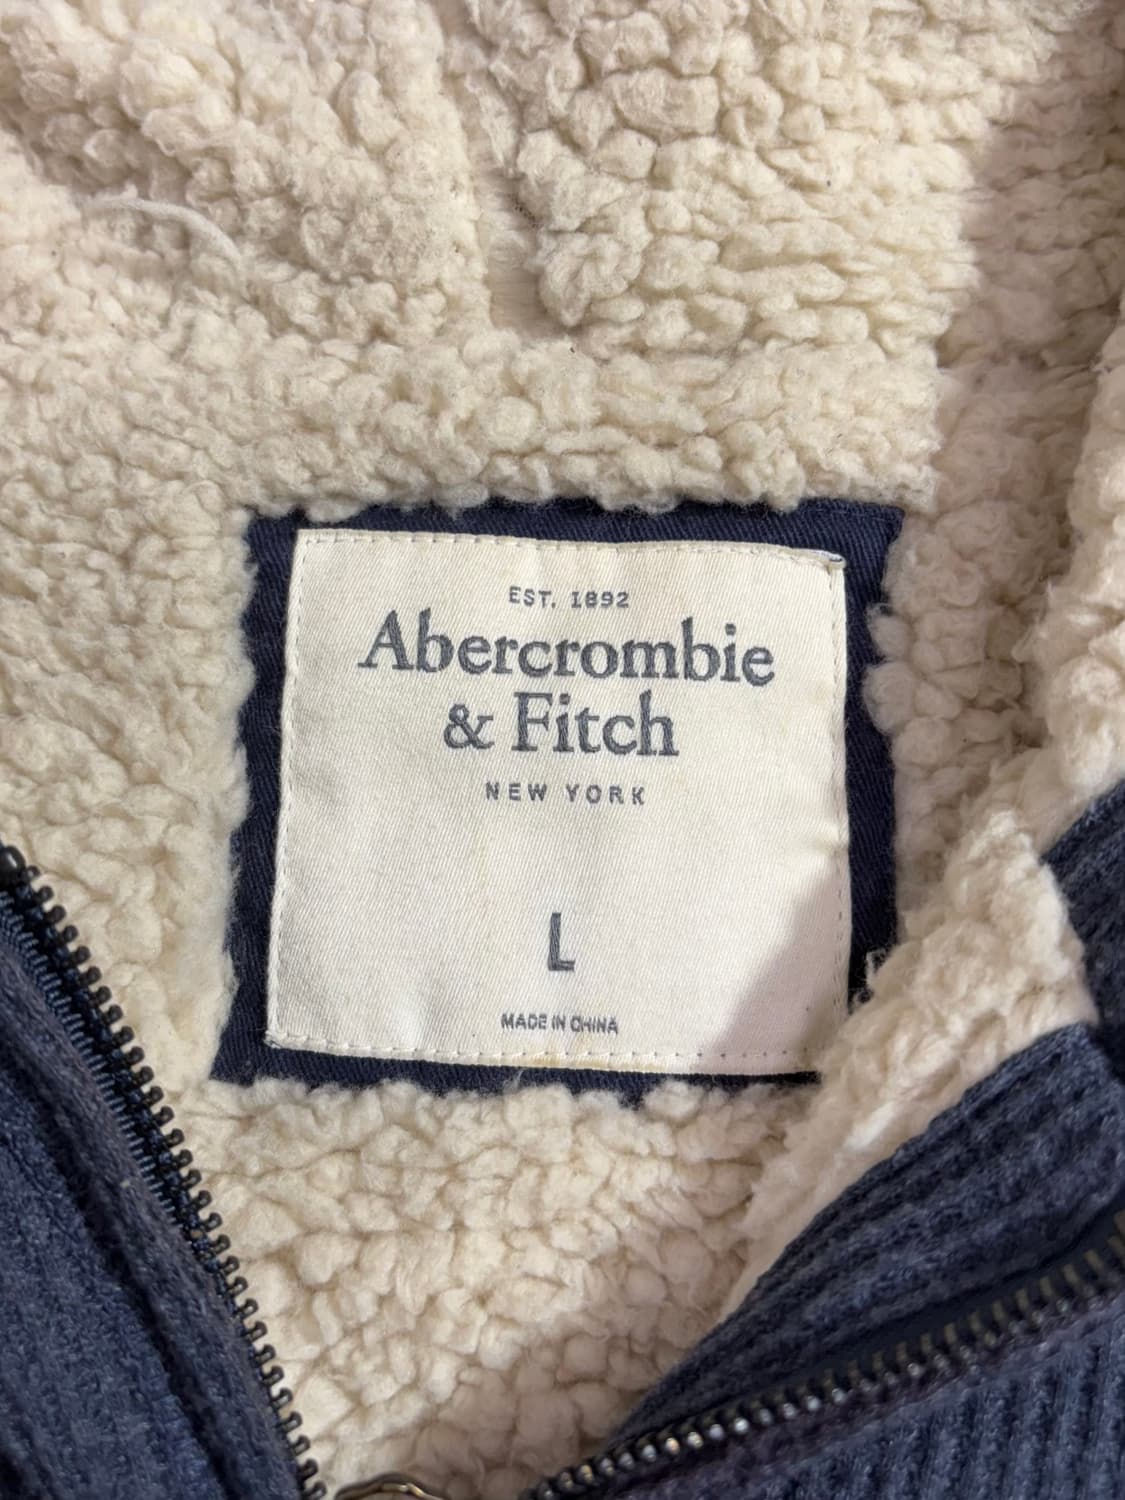 EST. 1892
Abercrombie
& Fitch
NEW YORK
L
MADE IN CHINA